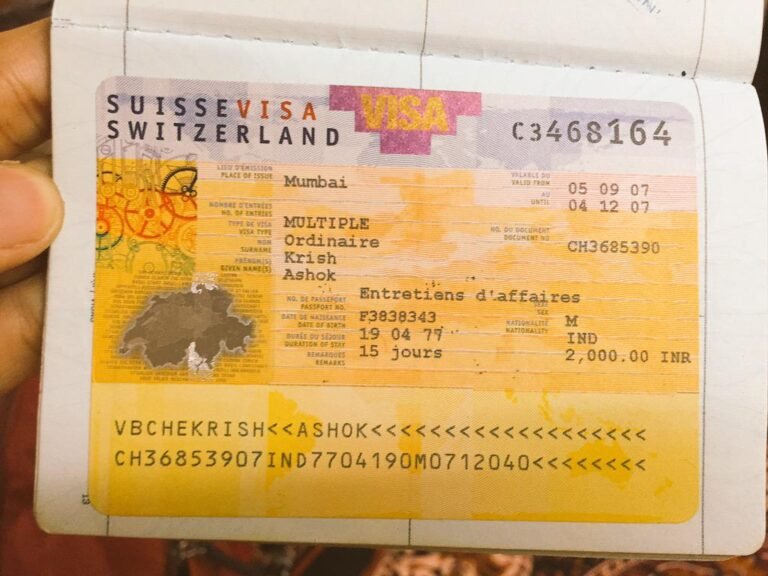 SUISSEVISA
SWITZERLAND
VISA
C3468164
LIEU D'ÉMISSION
PLACE OF ISSUE
Mumbai
VALABLE DU
VALID FROM
05 09 07
AU
UNTIL
04 12 07
NOMBRE D'ENTRÉES
NO. OF ENTRIES
MULTIPLE
TYPE DE VISA
VISA TYPE
Ordinaire
NO. DU DOCUMENT
DOCUMENT NO
CH3685390
NOM
SURNAME
Krish
PRÉNOM(S)
GIVEN NAME(S)
Ashok
Entretiens d'affaires
NO. DE PASSEPORT
PASSPORT NO.
F3838343
SEXE
SEX
M
DATE DE NAISSANCE
DATE OF BIRTH
19 04 77
NATIONALITÉ
NATIONALITY
IND
DURÉE DU SÉJOUR
DURATION OF STAY
15 jours
REMARQUES
REMARKS
2,000.00 INR
VBCHEKRISH<<ASHOK<<<<<<<<<<<<<<<<<<<
CH36853907IND7704190M0712040<<<<<<<<
13